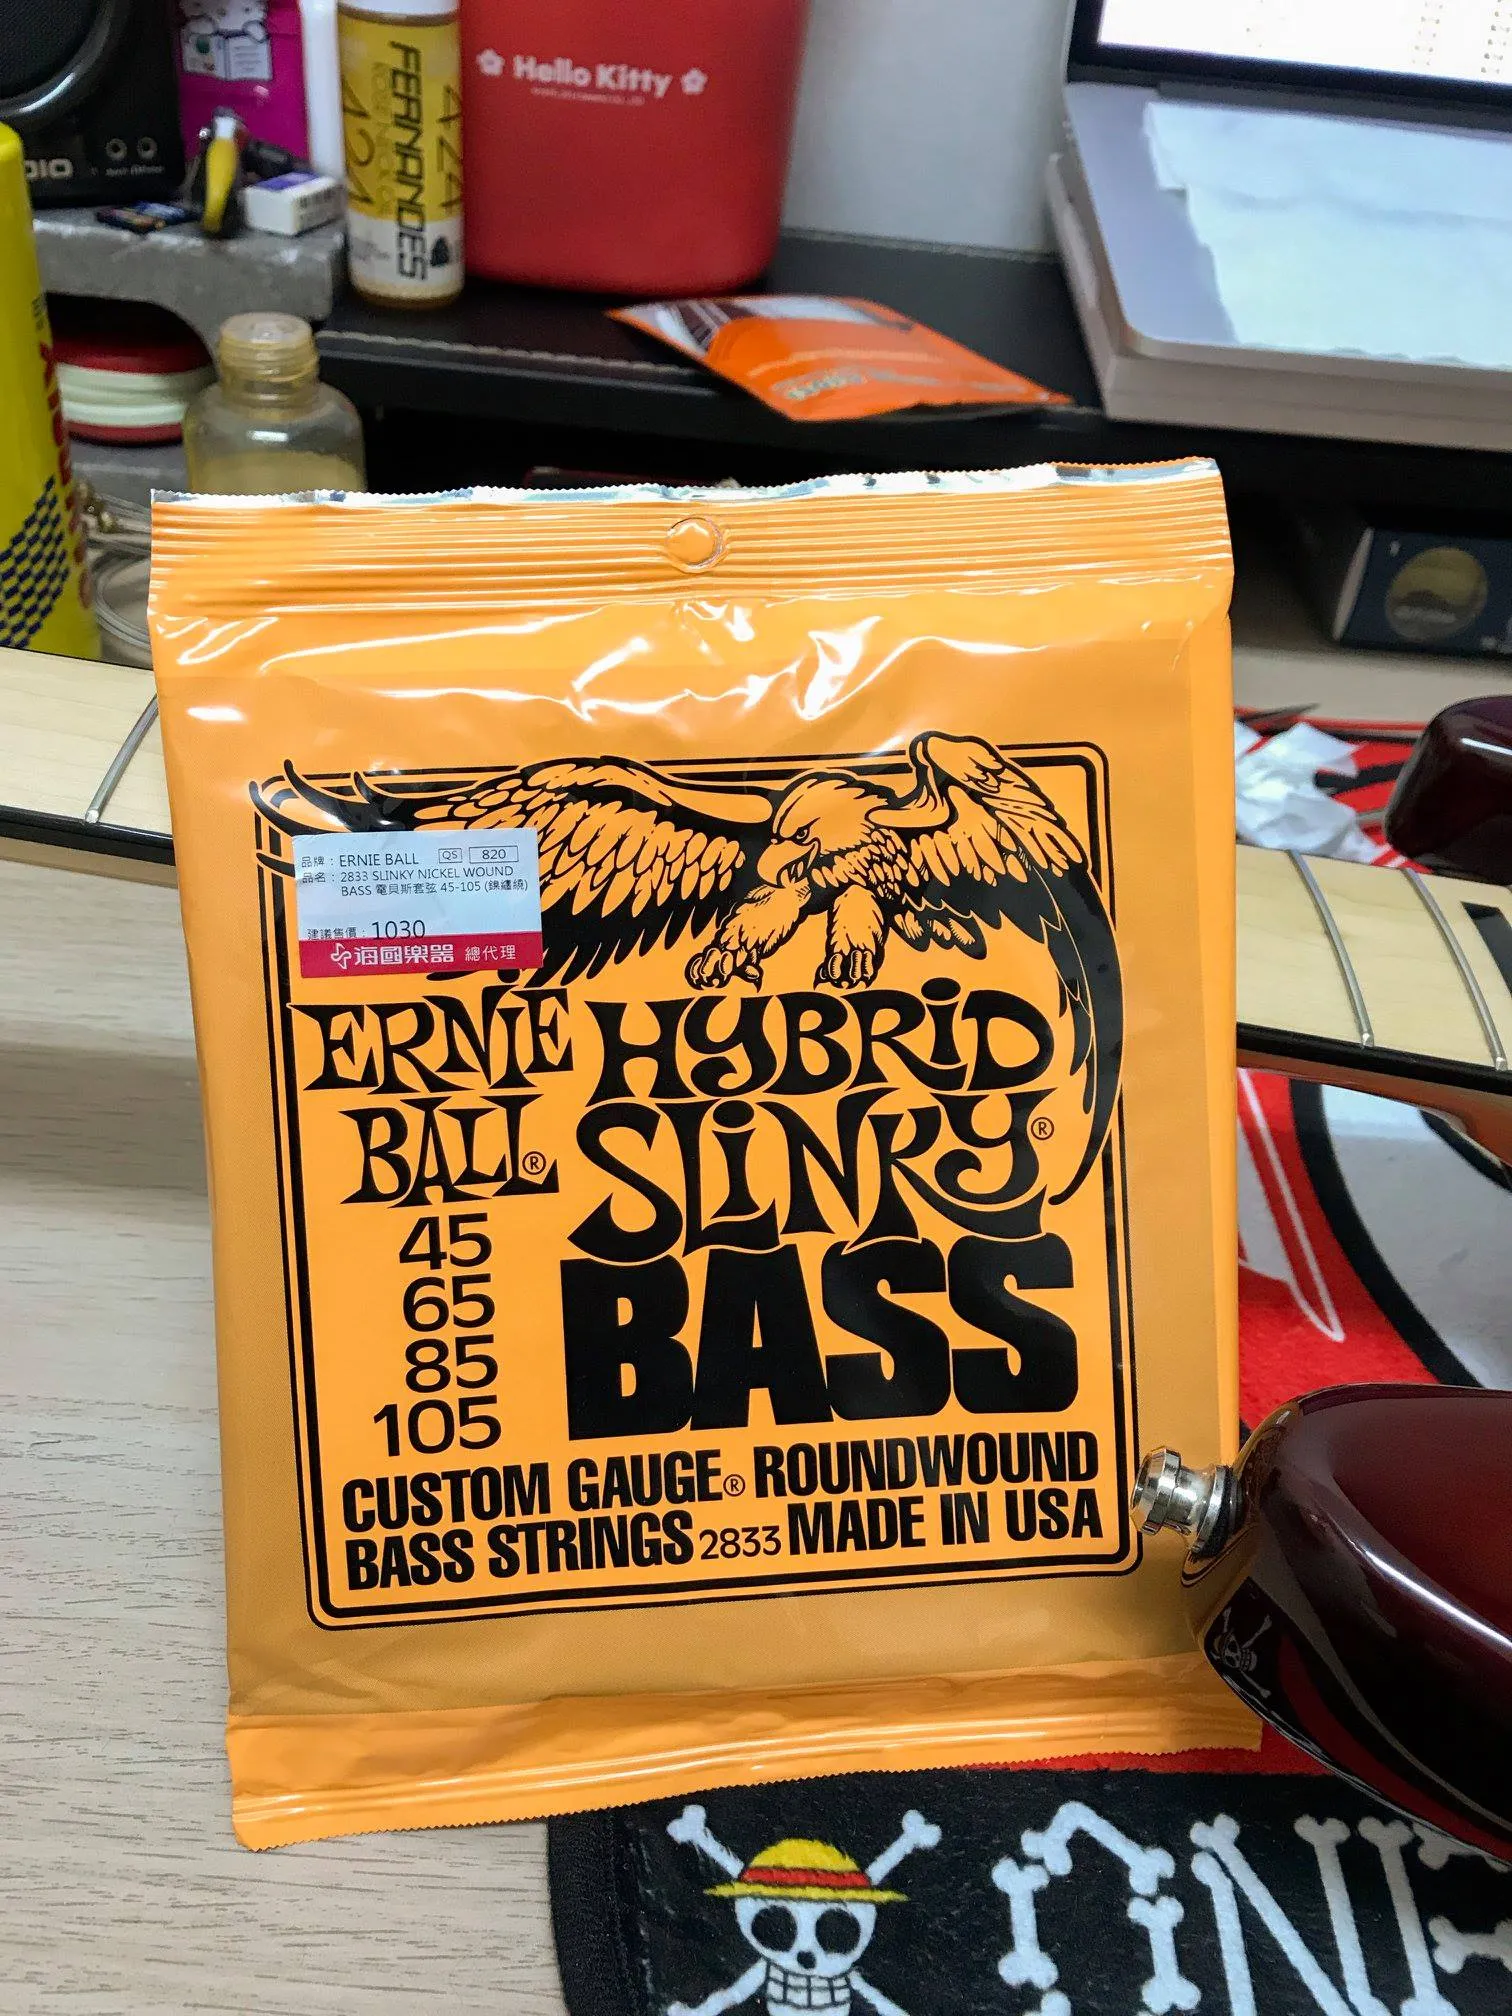 Hello Kitty
FERNANDES
421
品牌：ERNIE BALL QS 820
品名：2833 SLINKY NICKEL WOUND
BASS 電貝斯套弦 45-105 (鎳纏繞)
建議售價：1030
海國樂器 總代理
ERNIE
BALL®
HYBRID
SLINKY®
BASS
45
65
85
105
CUSTOM GAUGE® ROUNDWOUND
BASS STRINGS 2833 MADE IN USA